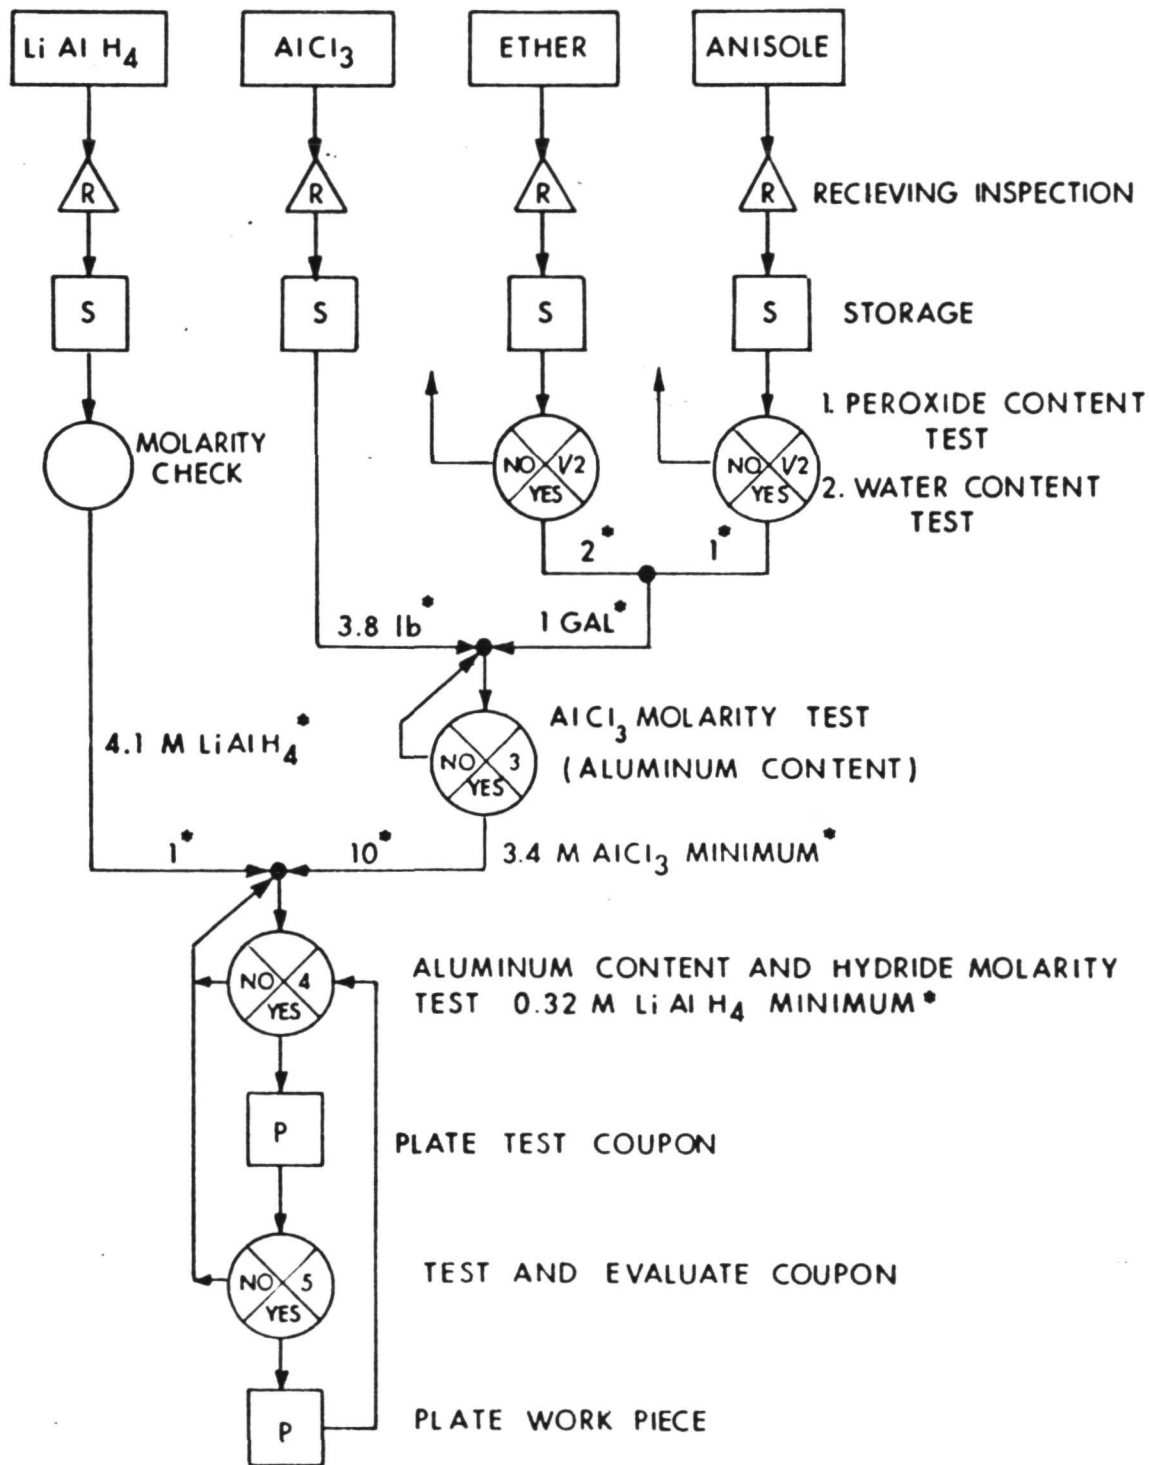 Li Al H4
AlCl3
ETHER
ANISOLE
R
R
R
R
RECIEVING INSPECTION
S
S
S
S
STORAGE
MOLARITY
CHECK
NO
1/2
YES
NO
1/2
YES
1. PEROXIDE CONTENT
TEST
2. WATER CONTENT
TEST
2*
1*
3.8 lb*
1 GAL*
4.1 M LiAlH4*
NO
3
YES
AlCl3 MOLARITY TEST
(ALUMINUM CONTENT)
1*
10*
3.4 M AlCl3 MINIMUM*
NO
4
YES
ALUMINUM CONTENT AND HYDRIDE MOLARITY
TEST 0.32 M Li Al H4 MINIMUM*
P
PLATE TEST COUPON
NO
5
YES
TEST AND EVALUATE COUPON
P
PLATE WORK PIECE